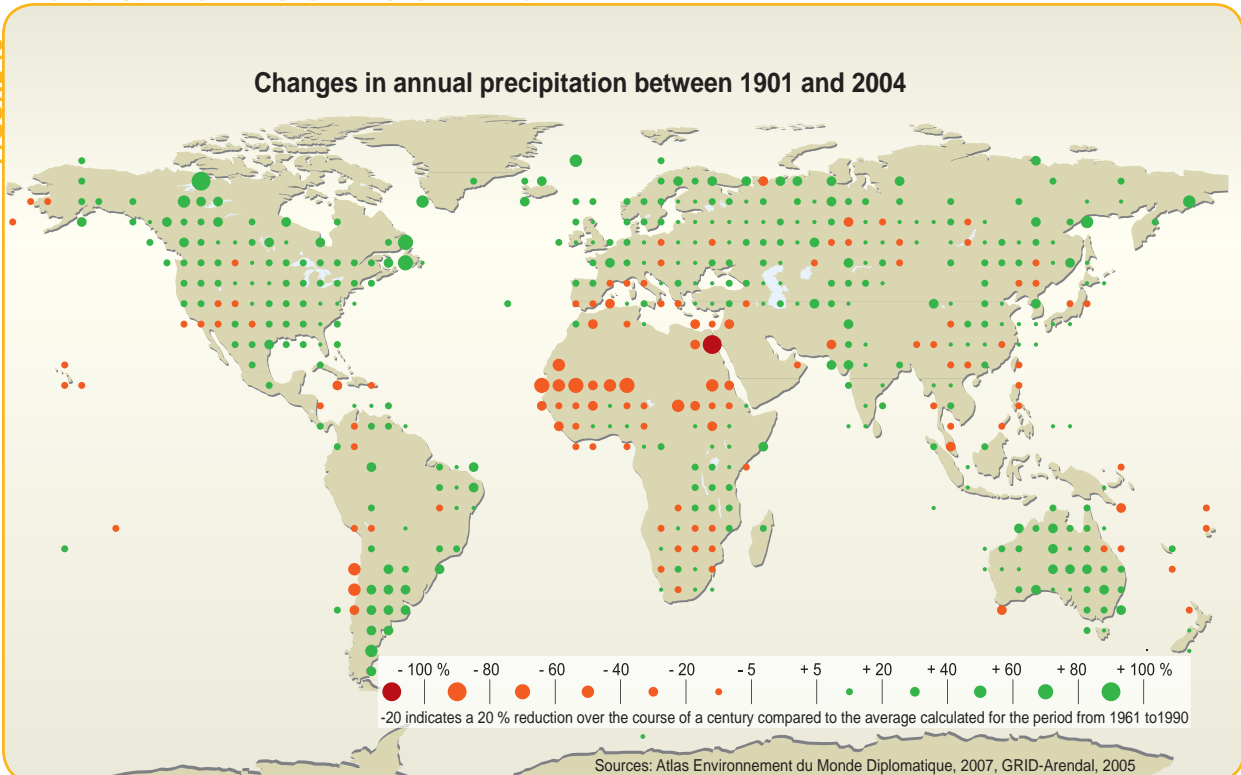 Changes in annual precipitation between 1901 and 2004
- 100 % - 80 - 60 - 40 - 20 - 5 + 5 + 20 + 40 + 60 + 80 + 100 %
-20 indicates a 20 % reduction over the course of a century compared to the average calculated for the period from 1961 to1990
Sources: Atlas Environnement du Monde Diplomatique, 2007, GRID-Arendal, 2005